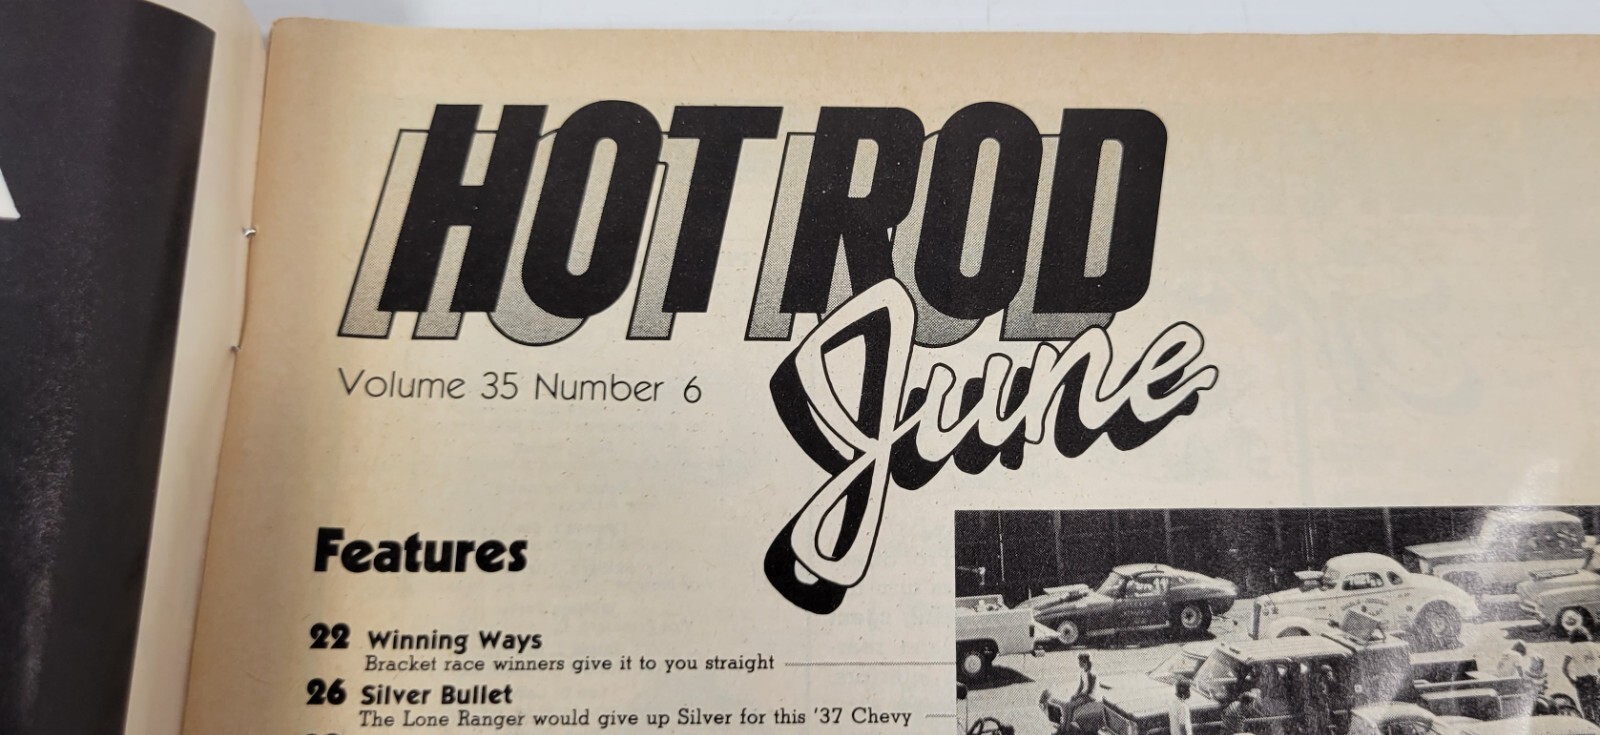 HOT ROD
June
Volume 35 Number 6
Features
22 Winning Ways
Bracket race winners give it to you straight
26 Silver Bullet
The Lone Ranger would give up Silver for this '37 Chevy